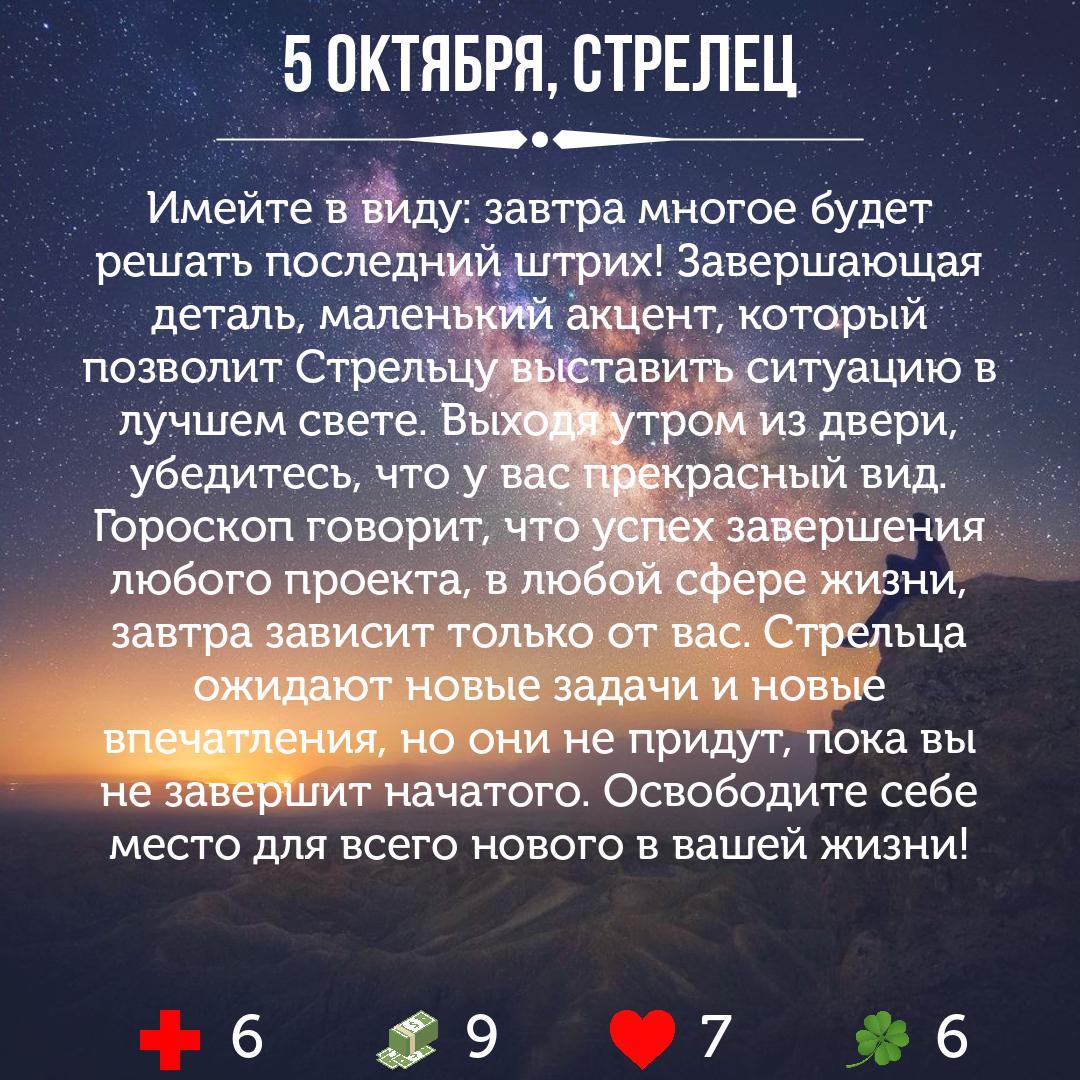 5 ОКТЯБРЯ, СТРЕЛЕЦ
Имейте в виду: завтра многое будет
решать последний штрих! Завершающая
деталь, маленький акцент, который
позволит Стрельцу выставить ситуацию в
лучшем свете. Выходя утром из двери,
убедитесь, что у вас прекрасный вид.
Гороскоп говорит, что успех завершения
любого проекта, в любой сфере жизни,
завтра зависит только от вас. Стрельца
ожидают новые задачи и новые
впечатления, но они не придут, пока вы
не завершит начатого. Освободите себе
место для всего нового в вашей жизни!
6 9 7 6